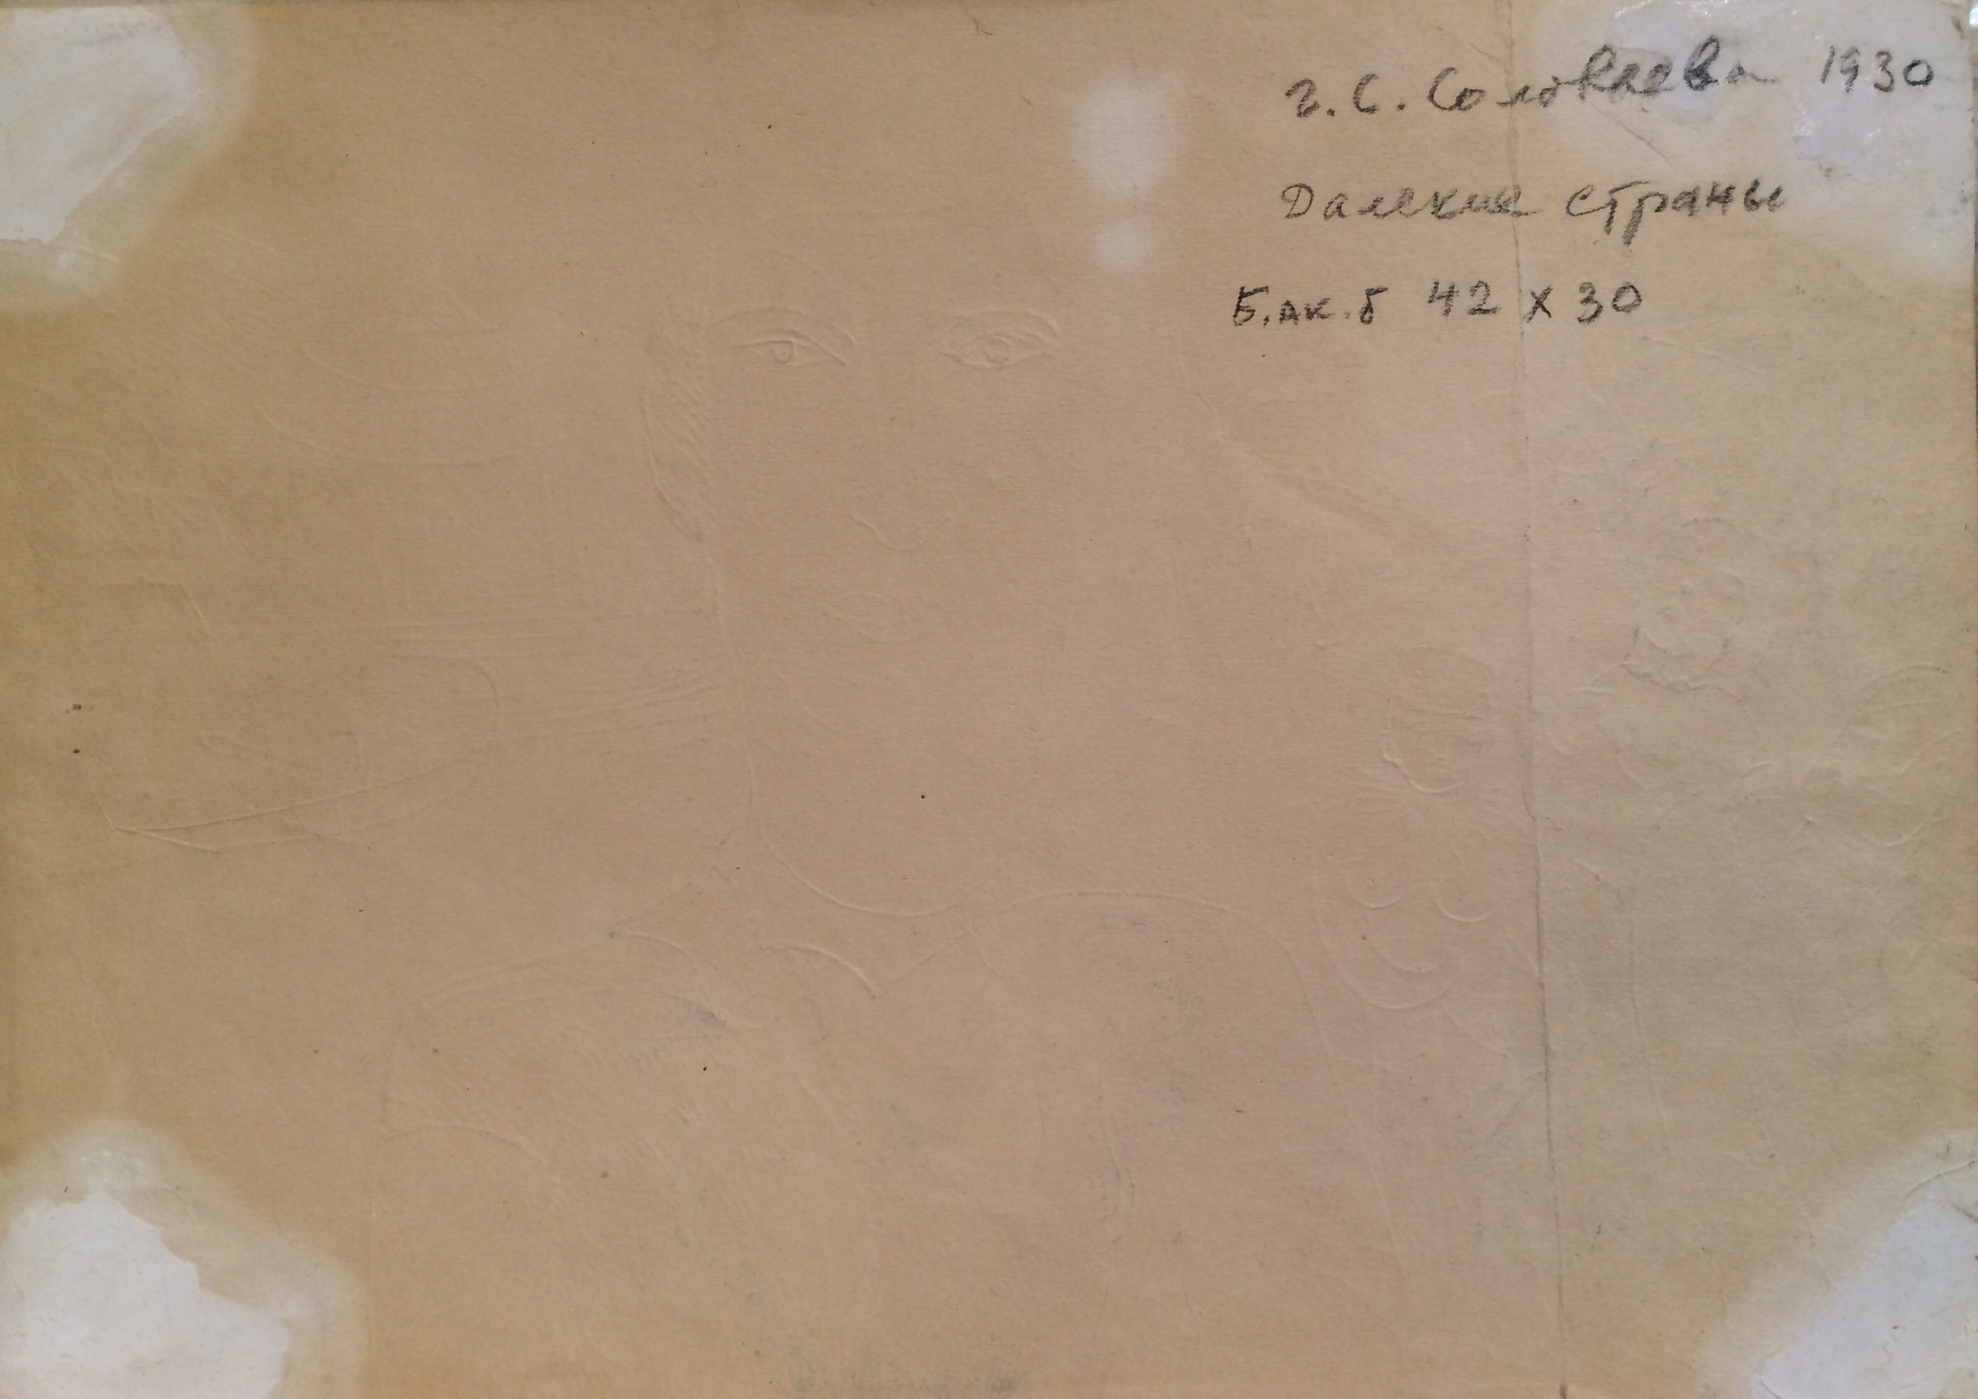 г. С. Соловьева 1930
Далекие страны
Б. ак. б 42 x 30